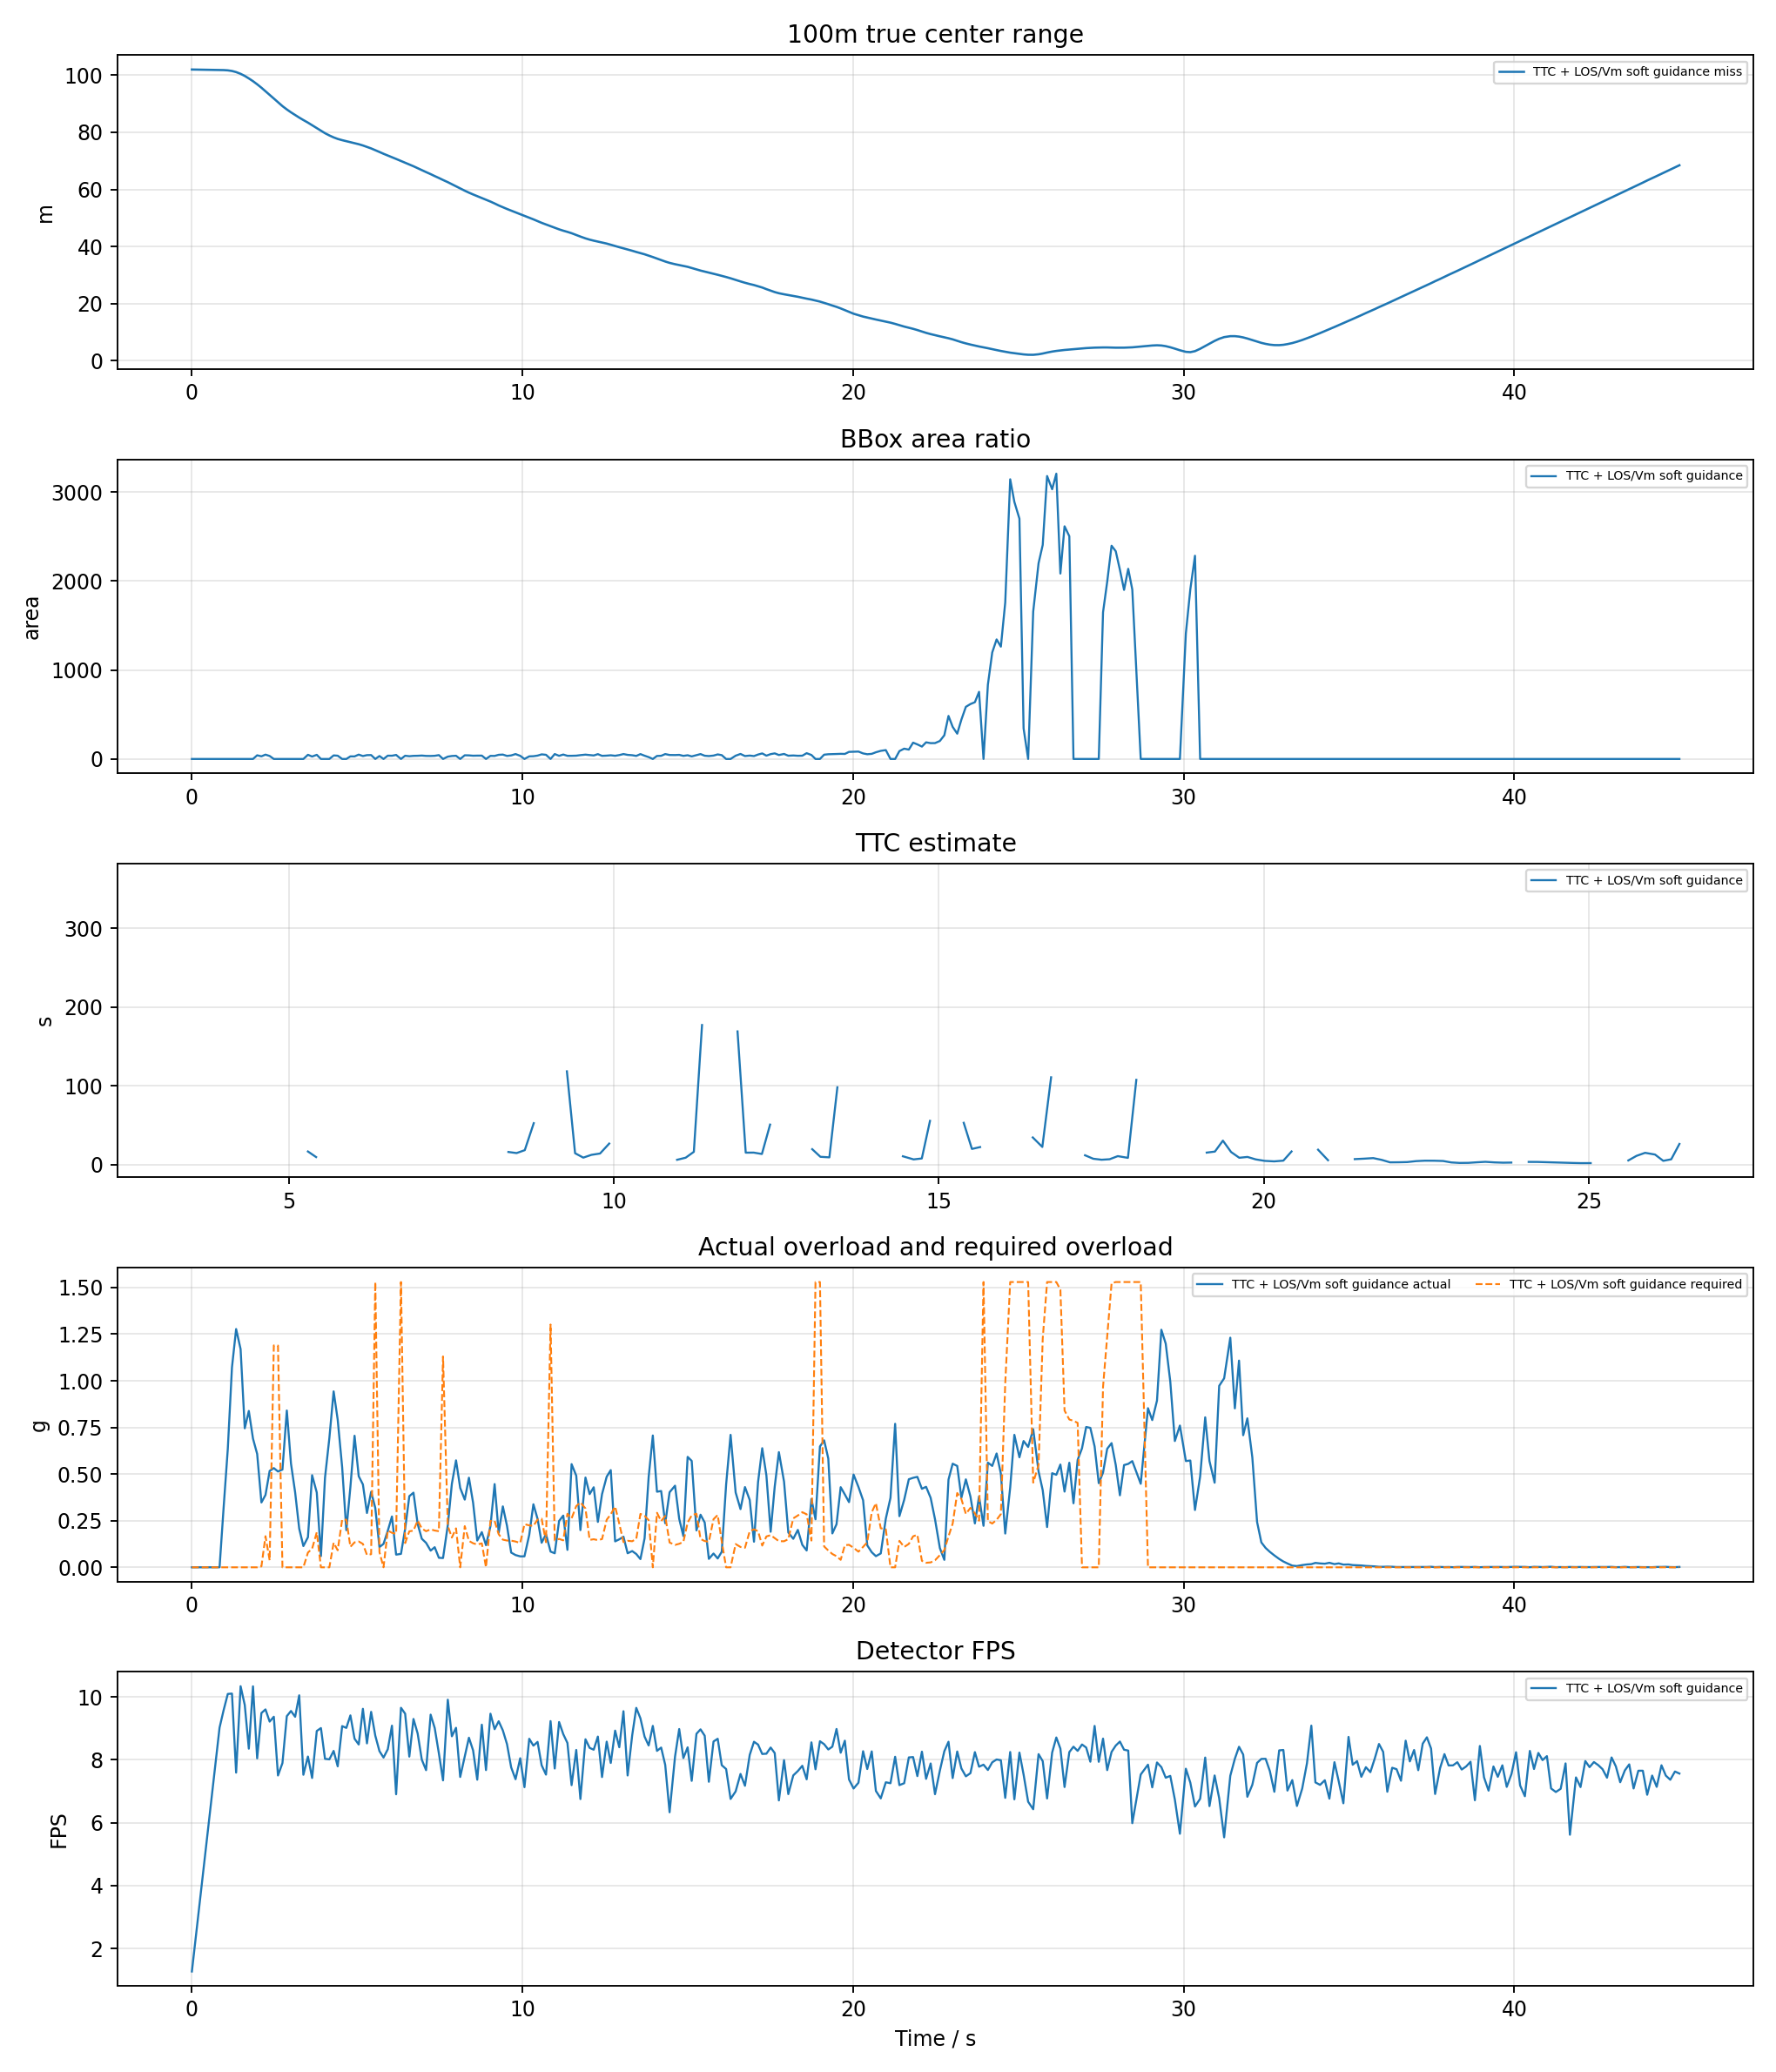 100m true center range
TTC + LOS/Vm soft guidance miss
100
80
60
40
20
0
m
0 10 20 30 40
BBox area ratio
TTC + LOS/Vm soft guidance
3000
2000
1000
0
area
0 10 20 30 40
TTC estimate
TTC + LOS/Vm soft guidance
300
200
100
0
s
5 10 15 20 25
Actual overload and required overload
TTC + LOS/Vm soft guidance actual TTC + LOS/Vm soft guidance required
1.50
1.25
1.00
0.75
0.50
0.25
0.00
g
0 10 20 30 40
Detector FPS
TTC + LOS/Vm soft guidance
10
8
6
4
2
FPS
0 10 20 30 40
Time / s